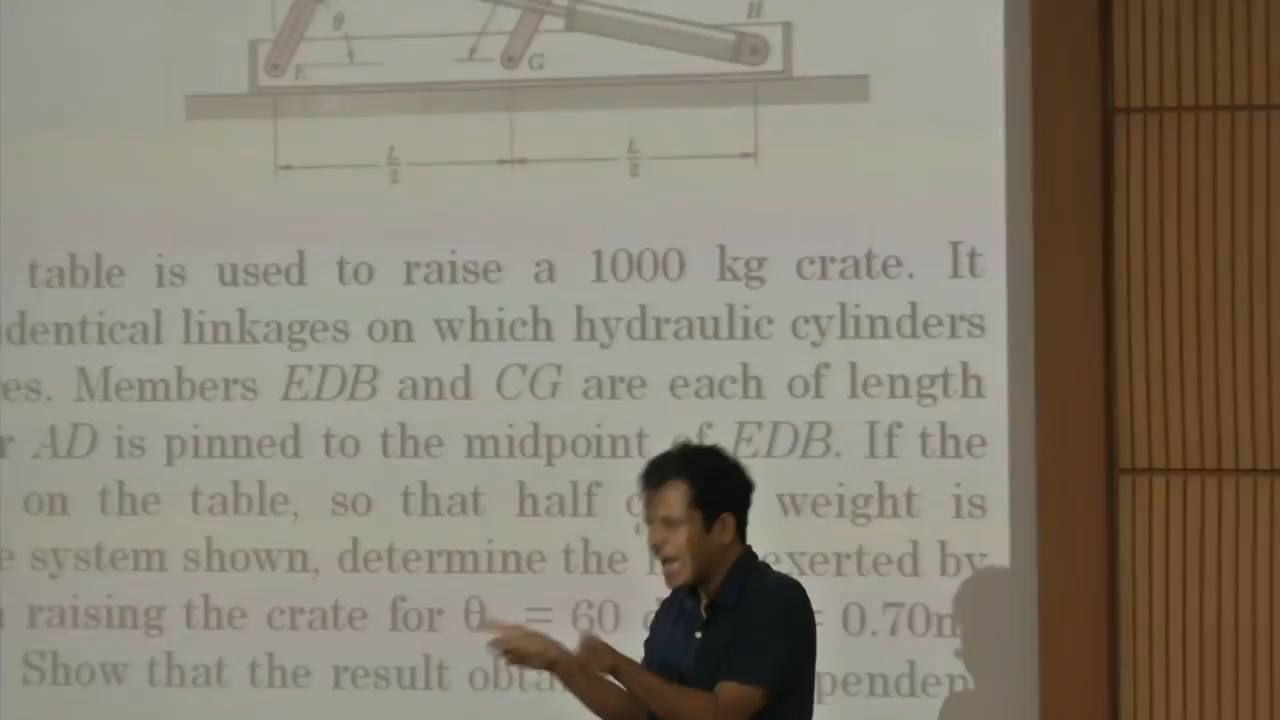 H
θ
E
G
L/2 L/2
table is used to raise a 1000 kg crate. It
dentical linkages on which hydraulic cylinders
es. Members EDB and CG are each of length
r AD is pinned to the midpoint of EDB. If the
on the table, so that half weight is
e system shown, determine the exerted by
raising the crate for θ = 60 = 0.70m
Show that the result